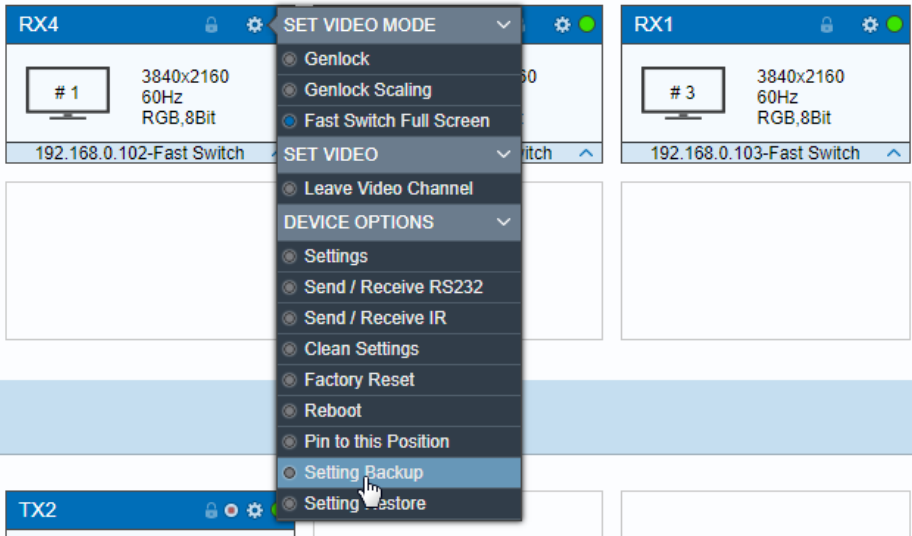 RX4
# 1
3840x2160
60Hz
RGB,8Bit
192.168.0.102-Fast Switch
SET VIDEO MODE
Genlock
Genlock Scaling
Fast Switch Full Screen
SET VIDEO
Leave Video Channel
DEVICE OPTIONS
Settings
Send / Receive RS232
Send / Receive IR
Clean Settings
Factory Reset
Reboot
Pin to this Position
Setting Backup
Setting Restore
RX1
# 3
3840x2160
60Hz
RGB,8Bit
192.168.0.103-Fast Switch
TX2